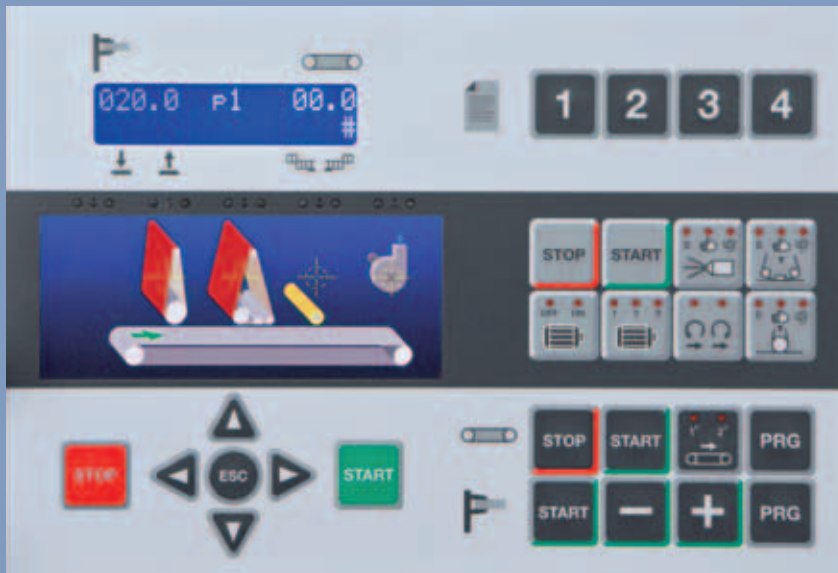 020.0 P1 00.0
#
1 2 3 4
STOP START
OFF ON
STOP START PRG
STOP ESC START
START − + PRG